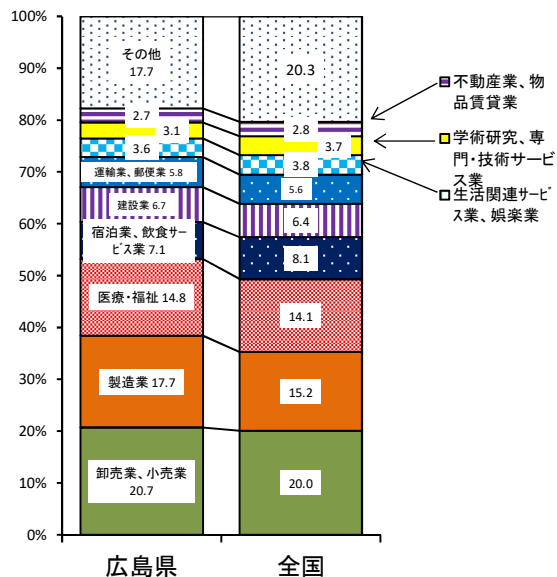 100%
90%
80%
70%
60%
50%
40%
30%
20%
10%
0%
その他
17.7
2.7
3.1
3.6
運輸業、郵便業 5.8
建設業 6.7
宿泊業、飲食サー
ビス業 7.1
医療・福祉 14.8
製造業 17.7
卸売業、小売業
20.7
20.3
2.8
3.7
3.8
5.6
6.4
8.1
14.1
15.2
20.0
不動産業、物
品賃貸業
学術研究、専
門・技術サービ
ス業
生活関連サービ
ス業、娯楽業
広島県
全国